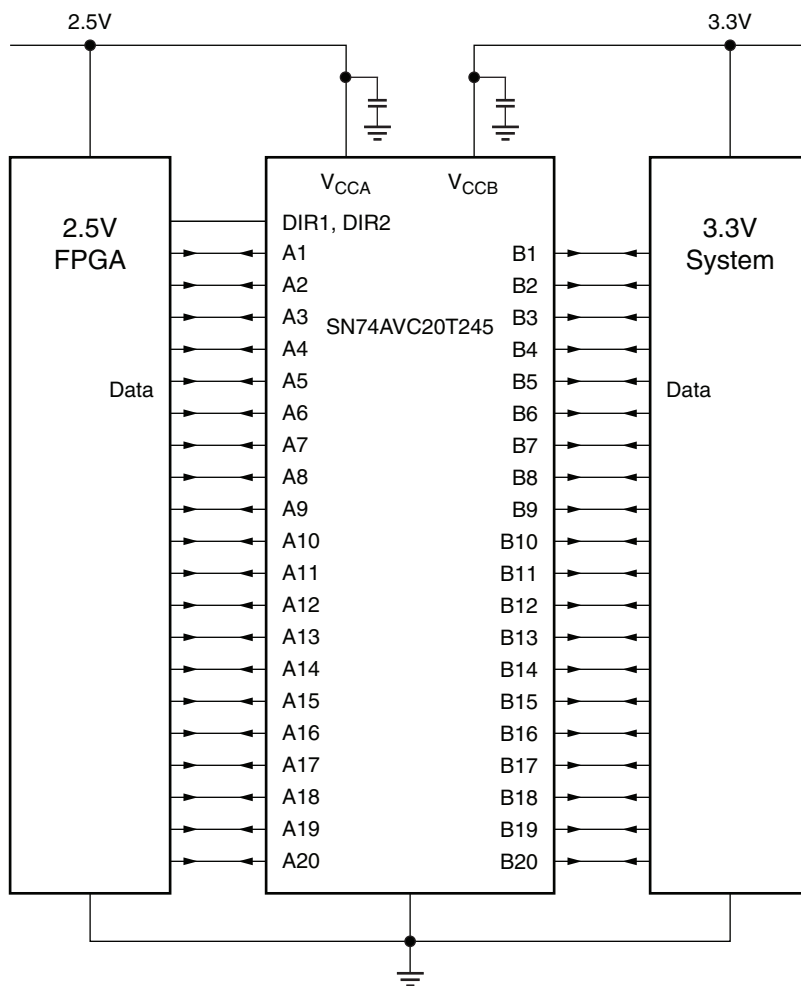 2.5V 3.3V
V_CCA V_CCB
2.5V
FPGA
DIR1, DIR2
3.3V
System
SN74AVC20T245
A1 B1
A2 B2
A3 B3
A4 B4
Data A5 B5 Data
A6 B6
A7 B7
A8 B8
A9 B9
A10 B10
A11 B11
A12 B12
A13 B13
A14 B14
A15 B15
A16 B16
A17 B17
A18 B18
A19 B19
A20 B20